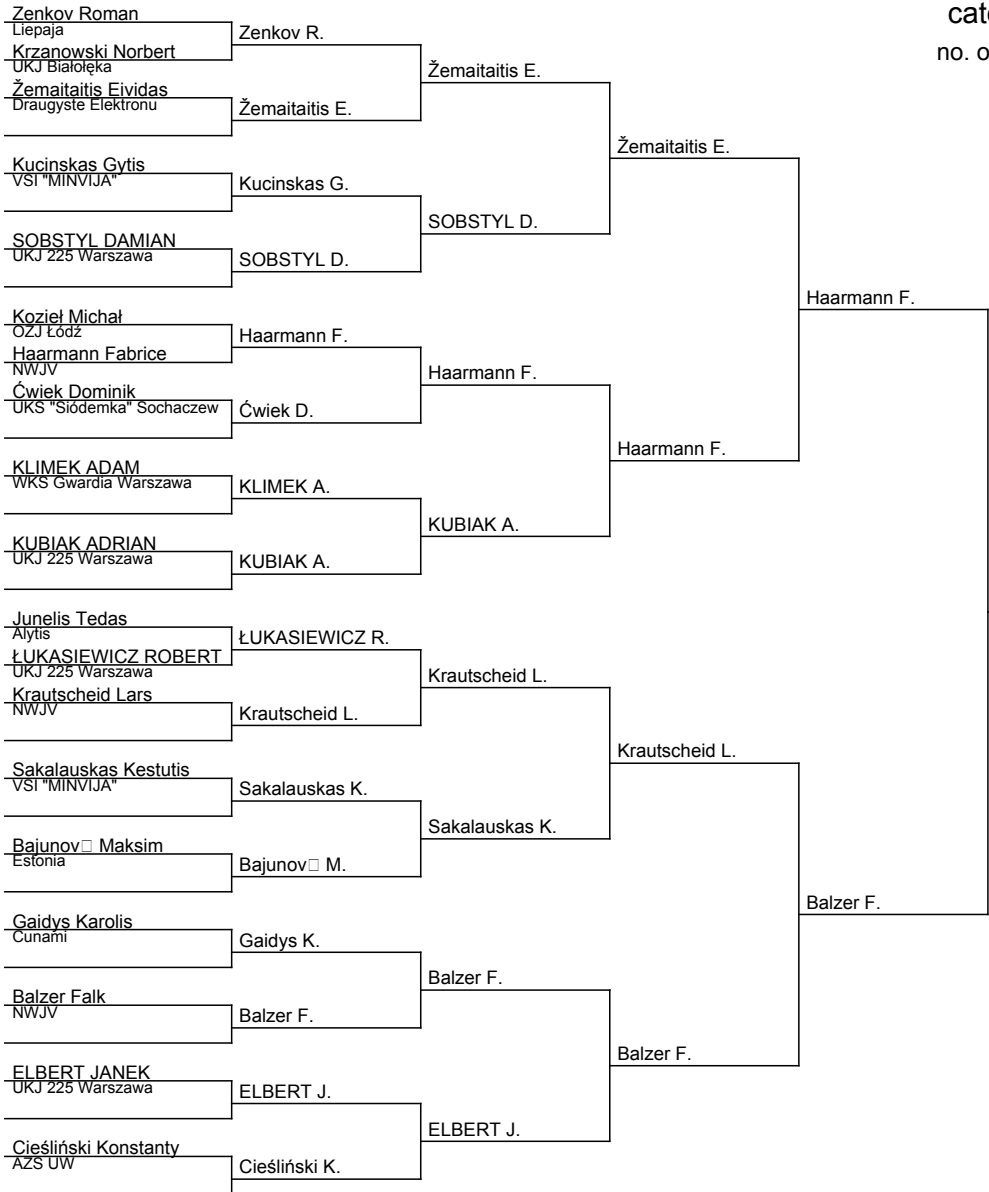 Zenkov Roman
Liepaja
Krzanowski Norbert
UKJ Białołęka
Žemaitaitis Eividas
Draugyste Elektronu
Kucinskas Gytis
VSI "MINVIJA"
SOBSTYL DAMIAN
UKJ 225 Warszawa
Kozieł Michał
OZJ Łódź
Haarmann Fabrice
NWJV
Ćwiek Dominik
UKS "Siódemka" Sochaczew
KLIMEK ADAM
WKS Gwardia Warszawa
KUBIAK ADRIAN
UKJ 225 Warszawa
Junelis Tedas
Alytis
ŁUKASIEWICZ ROBERT
UKJ 225 Warszawa
Krautscheid Lars
NWJV
Sakalauskas Kestutis
VSI "MINVIJA"
Bajunov□ Maksim
Estonia
Gaidys Karolis
Cunami
Balzer Falk
NWJV
ELBERT JANEK
UKJ 225 Warszawa
Cieśliński Konstanty
AZS UW
Zenkov R.
Žemaitaitis E.
Kucinskas G.
SOBSTYL D.
Haarmann F.
Ćwiek D.
KLIMEK A.
KUBIAK A.
ŁUKASIEWICZ R.
Krautscheid L.
Sakalauskas K.
Bajunov□ M.
Gaidys K.
Balzer F.
ELBERT J.
Cieśliński K.
Žemaitaitis E.
SOBSTYL D.
Haarmann F.
KUBIAK A.
Krautscheid L.
Sakalauskas K.
Balzer F.
ELBERT J.
Žemaitaitis E.
Haarmann F.
Krautscheid L.
Balzer F.
Haarmann F.
Balzer F.
no.